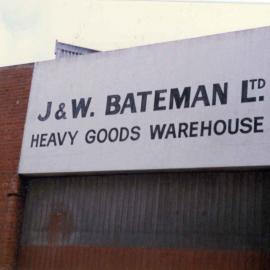 J & W. BATEMAN LTD.
HEAVY GOODS WAREHOUSE